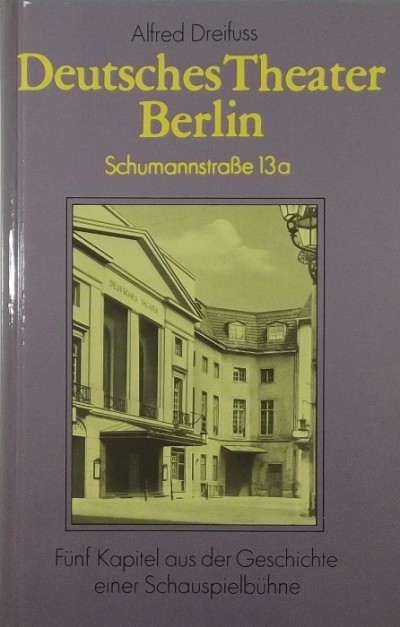 Alfred Dreifuss
Deutsches Theater
Berlin
Schumannstraße 13a
DEUTSCHES THEATER
Fünf Kapitel aus der Geschichte
einer Schauspielbühne